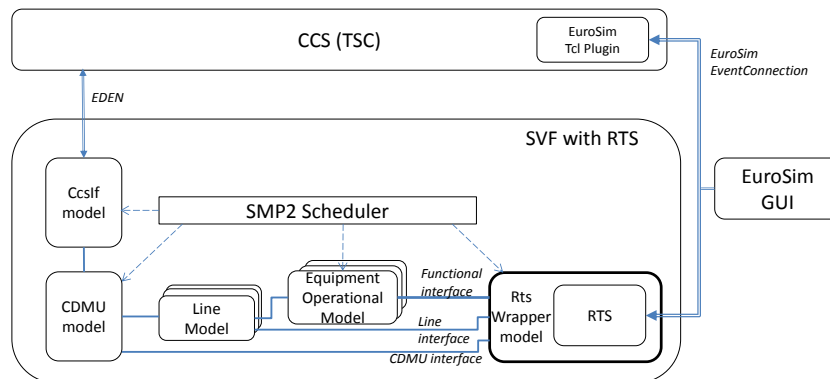 CCS (TSC)
EuroSim
Tcl Plugin
EuroSim
EventConnection
EDEN
SVF with RTS
CcsIf
model
SMP2 Scheduler
EuroSim
GUI
CDMU
model
Line
Model
Equipment
Operational
Model
Functional
interface
Line
interface
CDMU interface
Rts
Wrapper
model
RTS